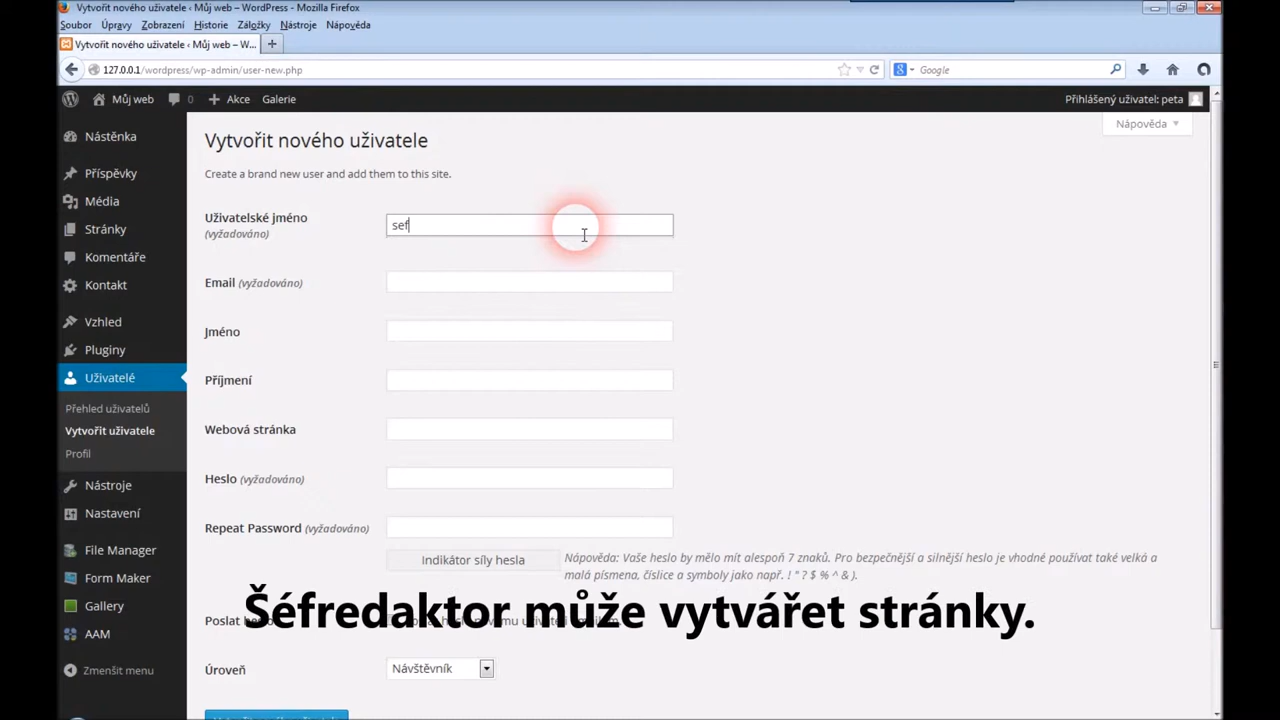 Vytvořit nového uživatele ‹ Můj web – WordPress - Mozilla Firefox
Soubor Úpravy Zobrazení Historie Záložky Nástroje Nápověda
Vytvořit nového uživatele ‹ Můj web – W...
127.0.0.1/wordpress/wp-admin/user-new.php
Google
Můj web 0 Akce Galerie
Přihlášený uživatel: peta
Nápověda
Nástěnka
Příspěvky
Média
Stránky
Komentáře
Kontakt
Vzhled
Pluginy
Uživatelé
Přehled uživatelů
Vytvořit uživatele
Profil
Nástroje
Nastavení
File Manager
Form Maker
Gallery
AAM
Zmenšit menu
Vytvořit nového uživatele
Create a brand new user and add them to this site.
Uživatelské jméno
(vyžadováno)
sef
Email (vyžadováno)
Jméno
Příjmení
Webová stránka
Heslo (vyžadováno)
Repeat Password (vyžadováno)
Indikátor síly hesla
Nápověda: Vaše heslo by mělo mít alespoň 7 znaků. Pro bezpečnější a silnější heslo je vhodné používat také velká a
malá písmena, číslice a symboly jako např. ! " ? $ % ^ & ).
Poslat
Šéfredaktor může vytvářet stránky.
Úroveň
Návštěvník